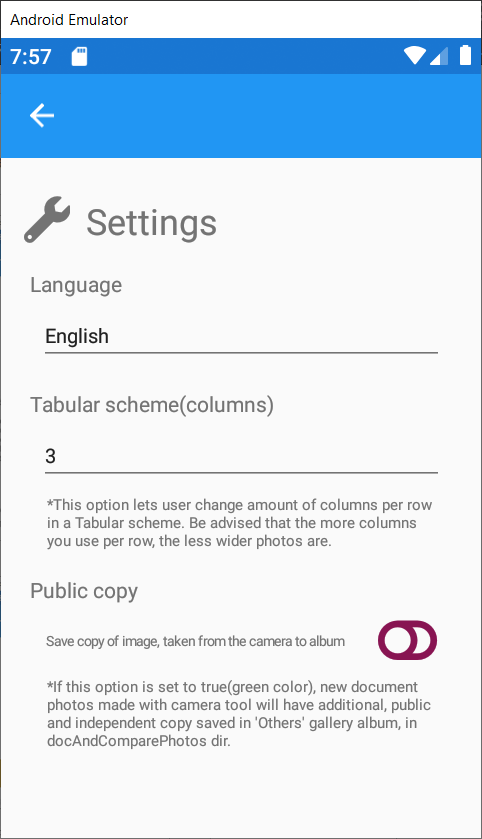 Android Emulator
7:57
Settings
Language
English
Tabular scheme(columns)
3
*This option lets user change amount of columns per row
in a Tabular scheme. Be advised that the more columns
you use per row, the less wider photos are.
Public copy
Save copy of image, taken from the camera to album
*If this option is set to true(green color), new document
photos made with camera tool will have additional, public
and independent copy saved in 'Others' gallery album, in
docAndComparePhotos dir.